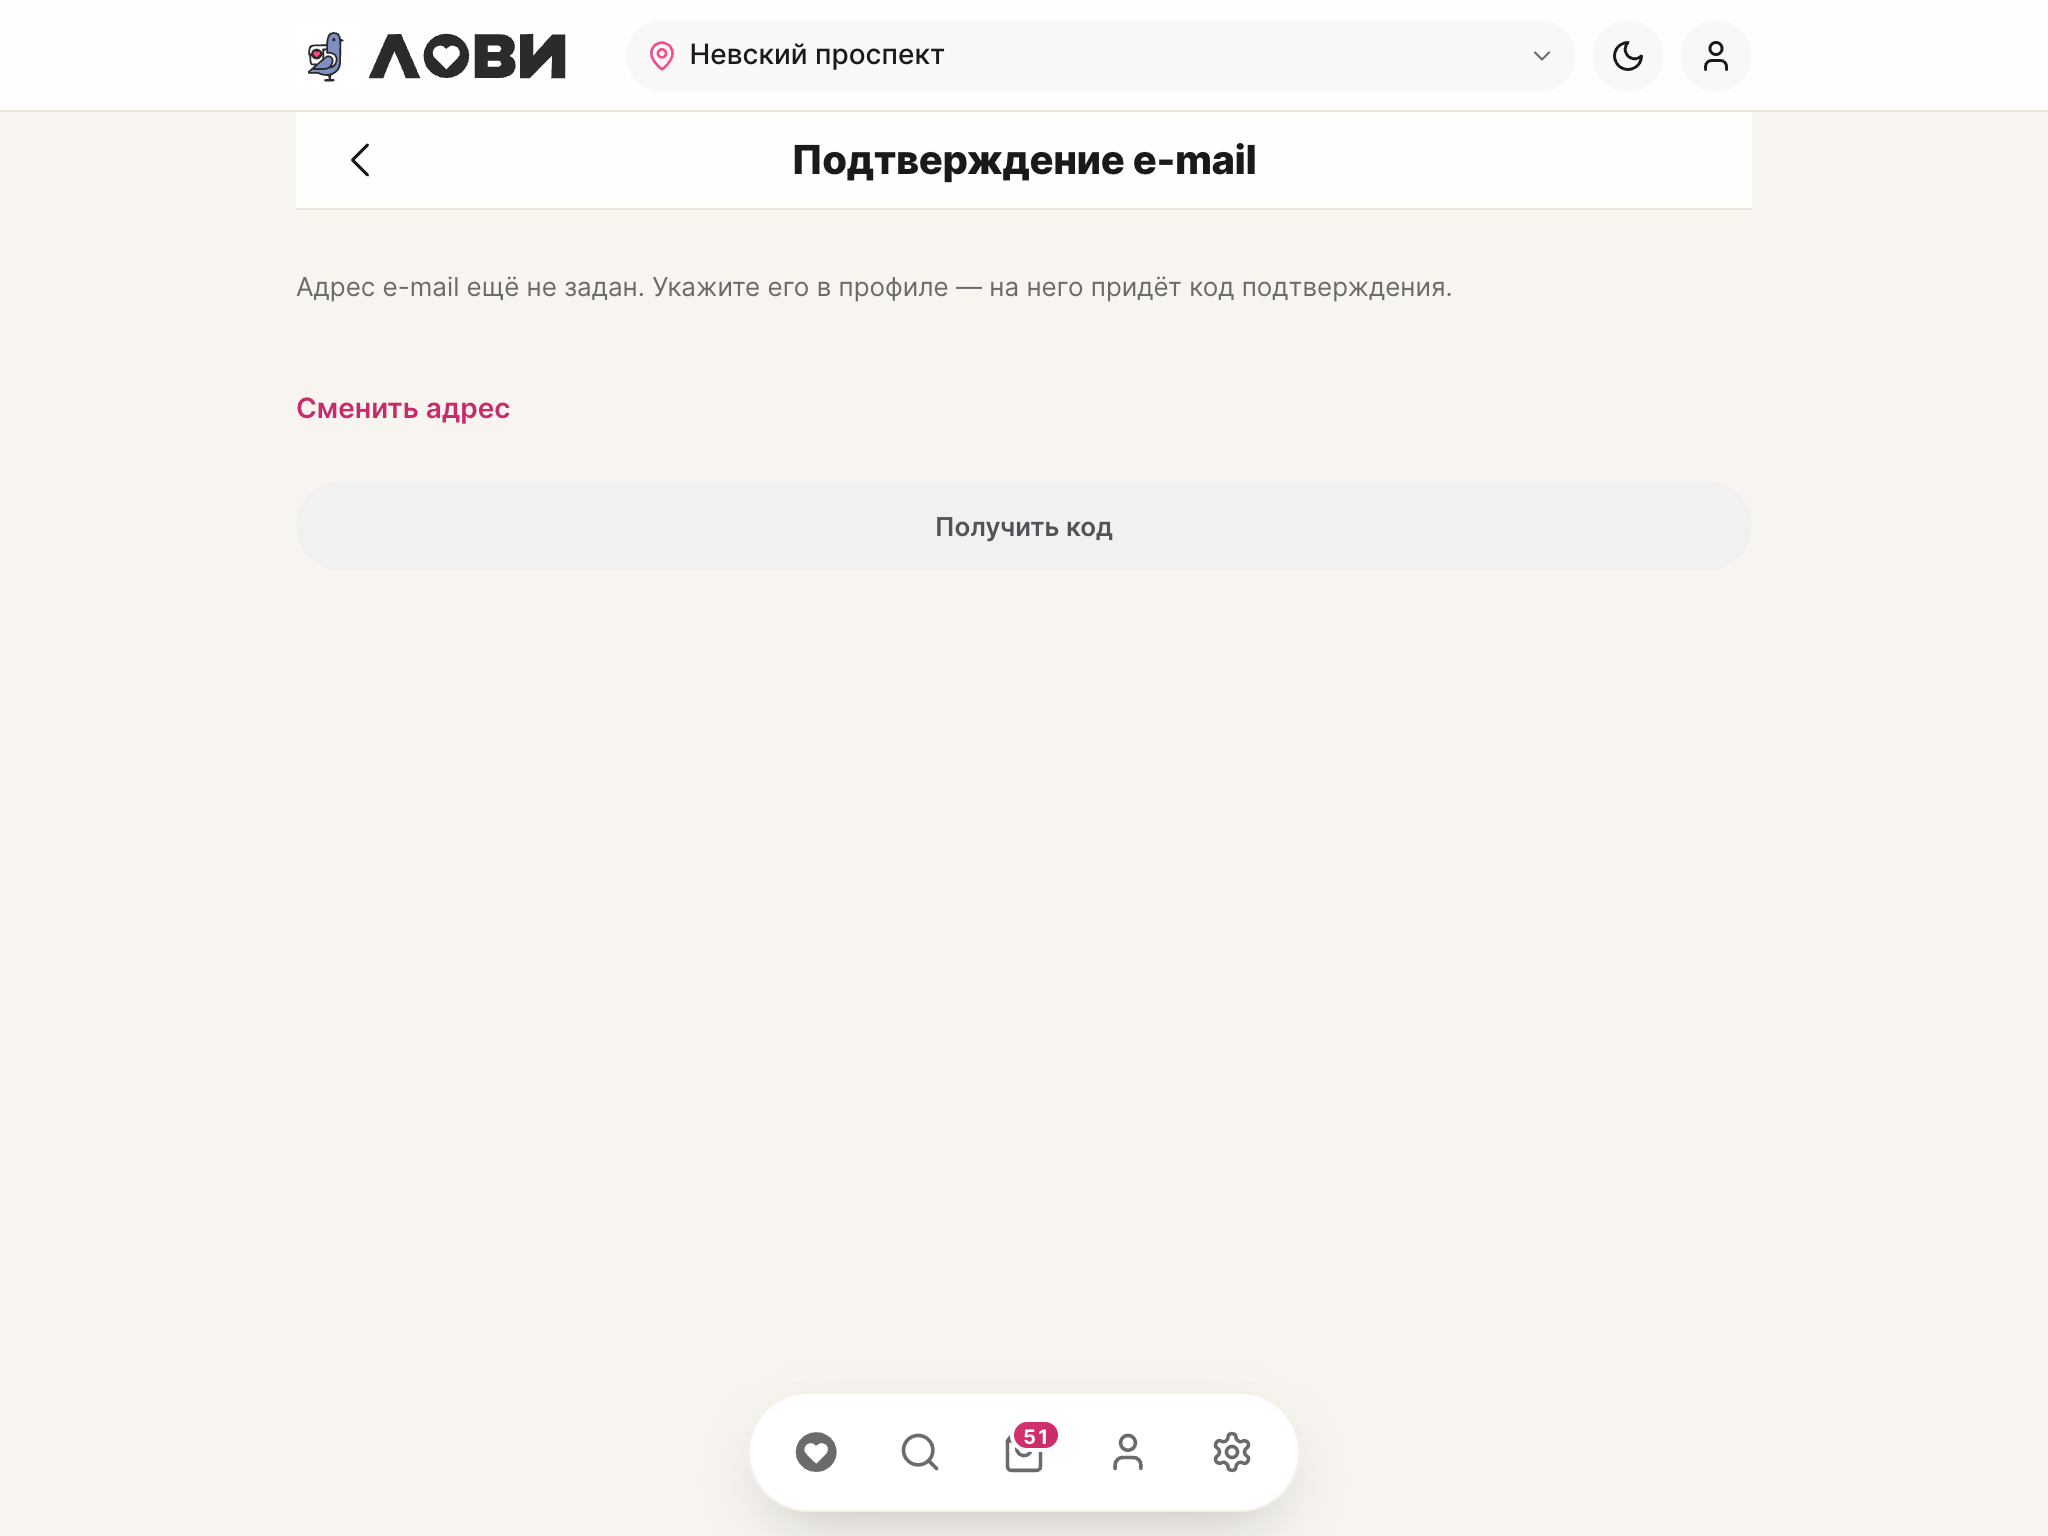 ЛОВИ
Невский проспект
Подтверждение e-mail
Адрес e-mail ещё не задан. Укажите его в профиле — на него придёт код подтверждения.
Сменить адрес
Получить код
51